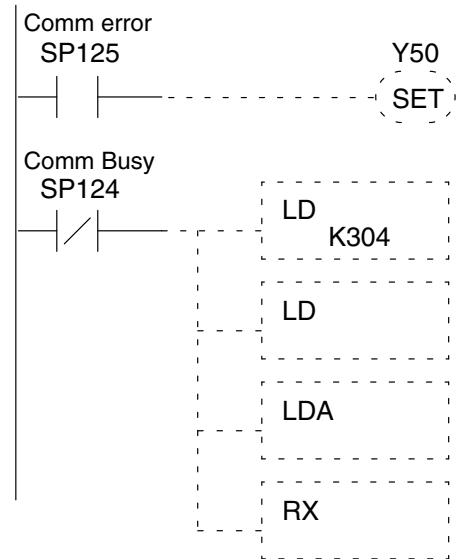 Comm error
SP125
Y50
SET
Comm Busy
SP124
LD
K304
LD
LDA
RX